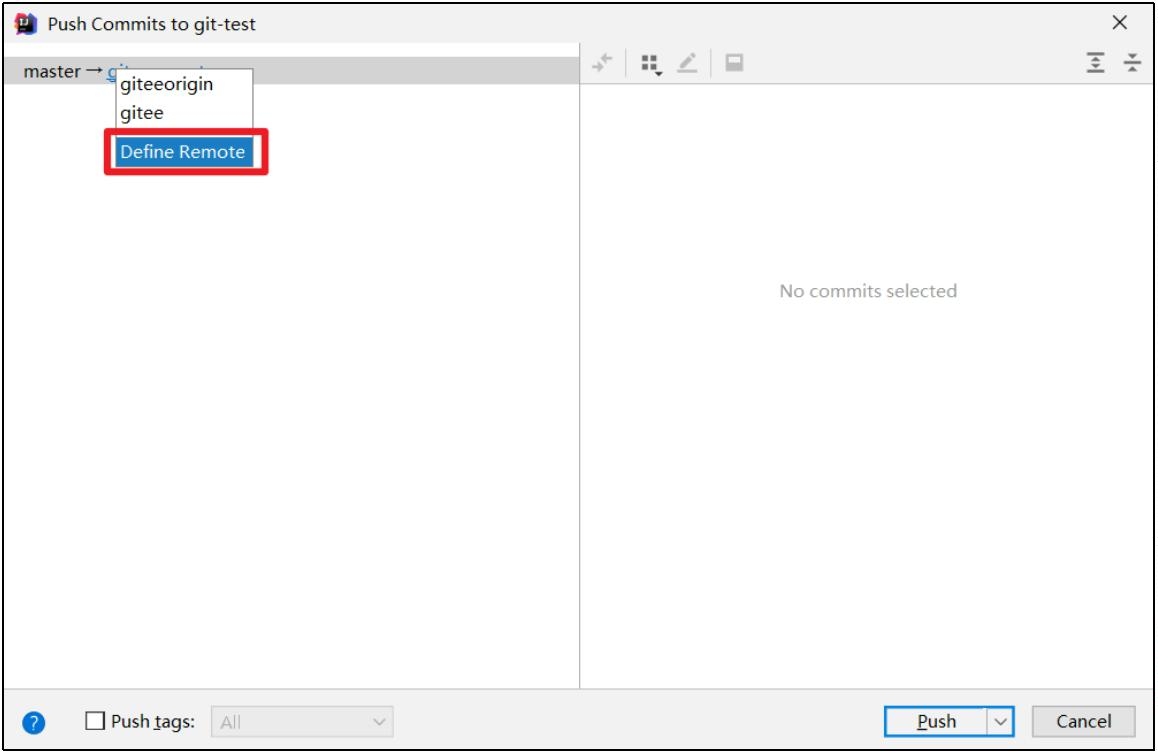 Push Commits to git-test
master →
giteeorigin
gitee
Define Remote
No commits selected
?
Push tags:
All
Push
Cancel